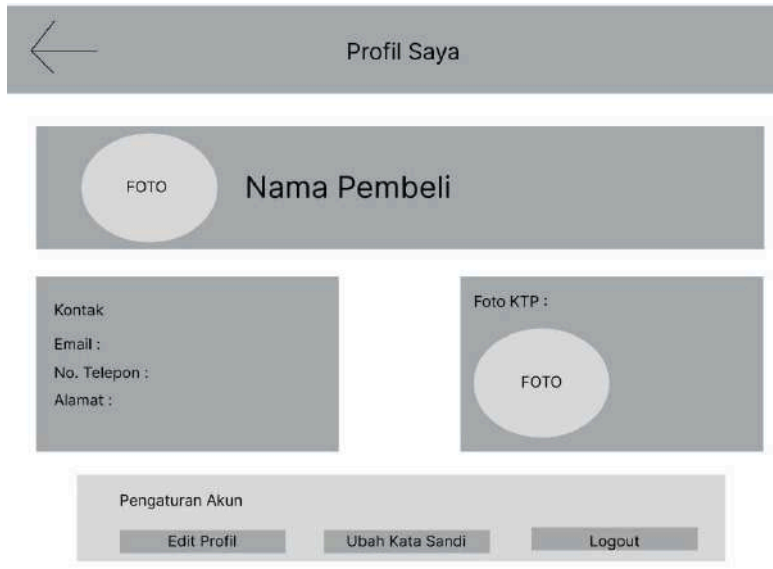 Profil Saya
FOTO
Nama Pembeli
Kontak
Email :
No. Telepon :
Alamat :
Foto KTP :
FOTO
Pengaturan Akun
Edit Profil
Ubah Kata Sandi
Logout